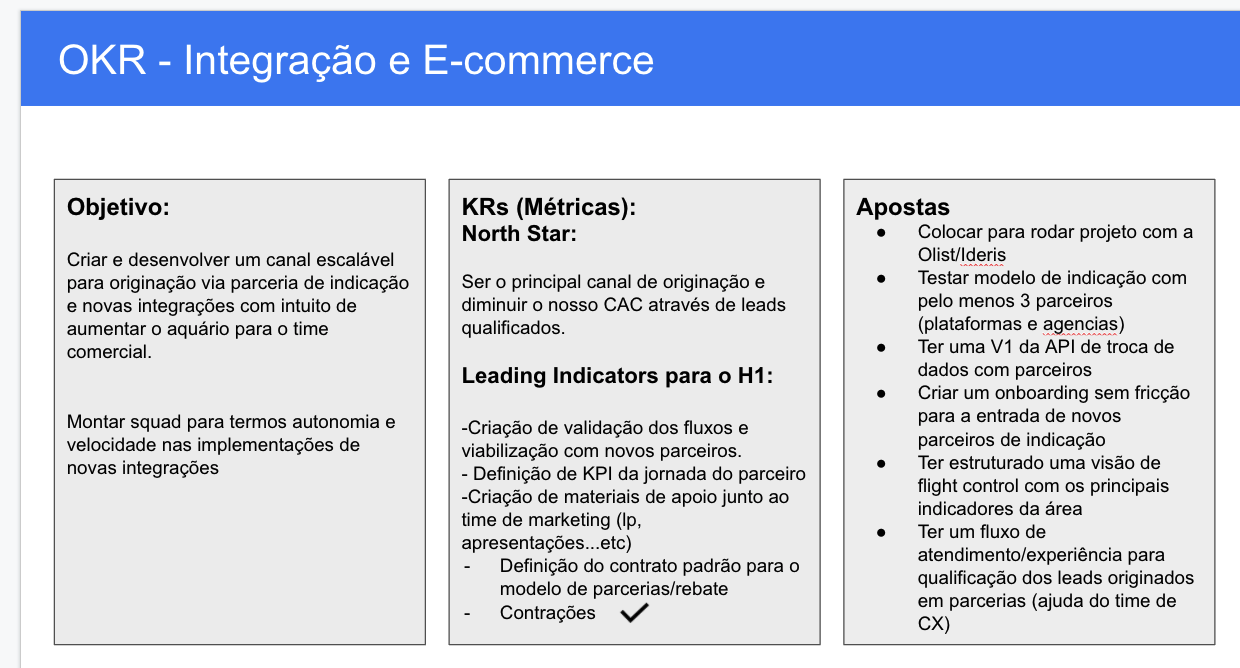 OKR - Integração e E-commerce
Objetivo:
Criar e desenvolver um canal escalável
para originação via parceria de indicação
e novas integrações com intuito de
aumentar o aquário para o time
comercial.
Montar squad para termos autonomia e
velocidade nas implementações de
novas integrações
KRs (Métricas):
North Star:
Ser o principal canal de originação e
diminuir o nosso CAC através de leads
qualificados.
Leading Indicators para o H1:
-Criação de validação dos fluxos e
viabilização com novos parceiros.
- Definição de KPI da jornada do parceiro
-Criação de materiais de apoio junto ao
time de marketing (lp,
apresentações...etc)
- Definição do contrato padrão para o
modelo de parcerias/rebate
- Contrações
Apostas
● Colocar para rodar projeto com a
Olist/Ideris
● Testar modelo de indicação com
pelo menos 3 parceiros
(plataformas e agencias)
● Ter uma V1 da API de troca de
dados com parceiros
● Criar um onboarding sem fricção
para a entrada de novos
parceiros de indicação
● Ter estruturado uma visão de
flight control com os principais
indicadores da área
● Ter um fluxo de
atendimento/experiência para
qualificação dos leads originados
em parcerias (ajuda do time de
CX)